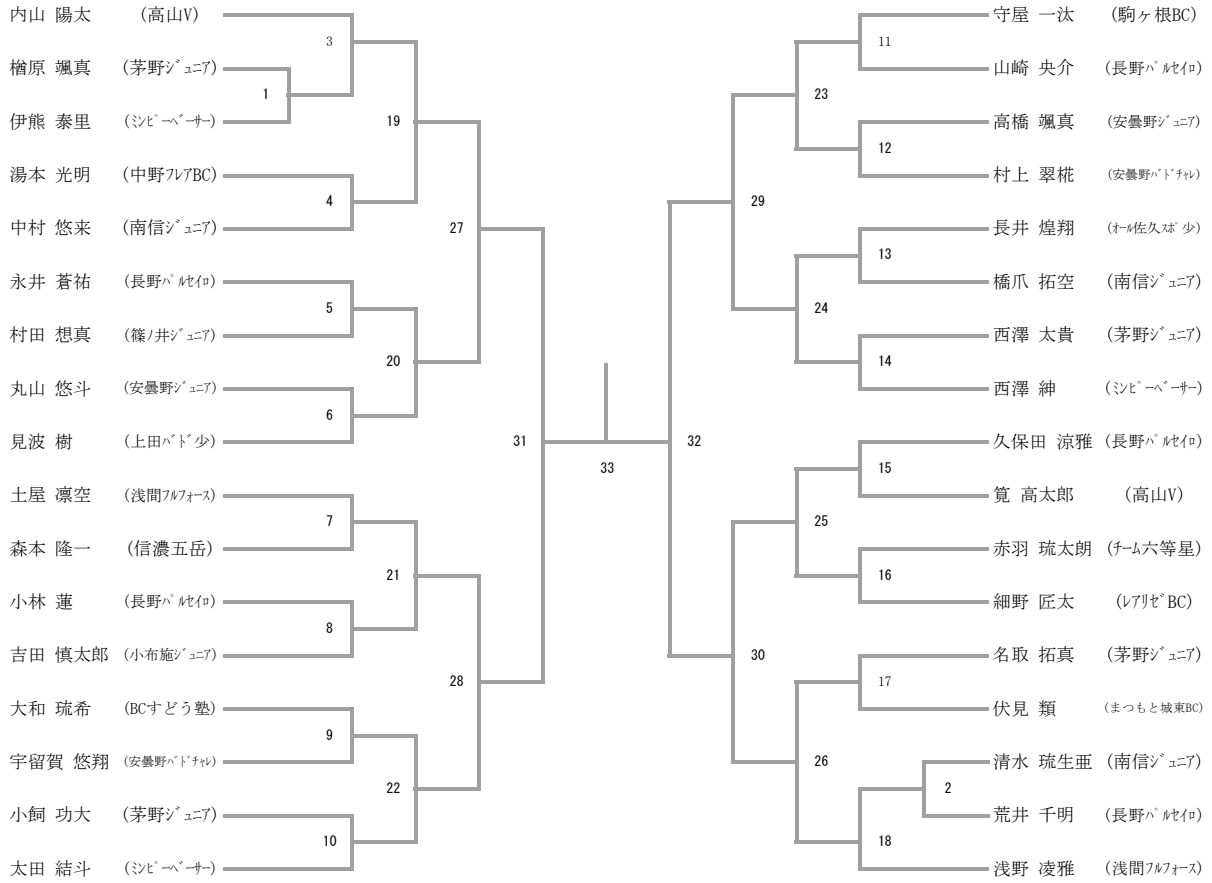 内山 陽太 (高山V)
3
楢原 颯真 (茅野ジュニア)
1
伊熊 泰里 (ミンピーベーサー)
19
湯本 光明 (中野フレアBC)
4
中村 悠来 (南信ジュニア)
27
永井 蒼祐 (長野パルセイロ)
5
村田 想真 (篠ノ井ジュニア)
20
丸山 悠斗 (安曇野ジュニア)
6
見波 樹 (上田バド少)
31
土屋 凛空 (浅間フルフォース)
7
森本 隆一 (信濃五岳)
21
小林 蓮 (長野パルセイロ)
8
吉田 慎太郎 (小布施ジュニア)
28
大和 琉希 (BCすどう塾)
9
宇留賀 悠翔 (安曇野バドチャレ)
22
小飼 功大 (茅野ジュニア)
10
太田 結斗 (ミンピーベーサー)
33
守屋 一汰 (駒ヶ根BC)
11
山崎 央介 (長野パルセイロ)
23
高橋 颯真 (安曇野ジュニア)
12
村上 翠椛 (安曇野バドチャレ)
29
長井 煌翔 (オール佐久スポ少)
13
橋爪 拓空 (南信ジュニア)
24
西澤 太貴 (茅野ジュニア)
14
西澤 紳 (ミンピーベーサー)
32
久保田 涼雅 (長野パルセイロ)
15
筧 高太郎 (高山V)
25
赤羽 琉太朗 (チーム六等星)
16
細野 匠太 (レアリゼBC)
30
名取 拓真 (茅野ジュニア)
17
伏見 類 (まつもと城東BC)
26
清水 琉生亜 (南信ジュニア)
2
荒井 千明 (長野パルセイロ)
18
浅野 凌雅 (浅間フルフォース)